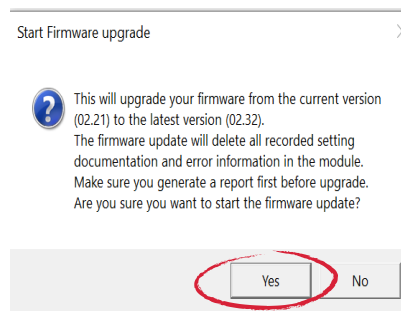 Start Firmware upgrade
This will upgrade your firmware from the current version
(02.21) to the latest version (02.32).
The firmware update will delete all recorded setting
documentation and error information in the module.
Make sure you generate a report first before upgrade.
Are you sure you want to start the firmware update?
Yes No